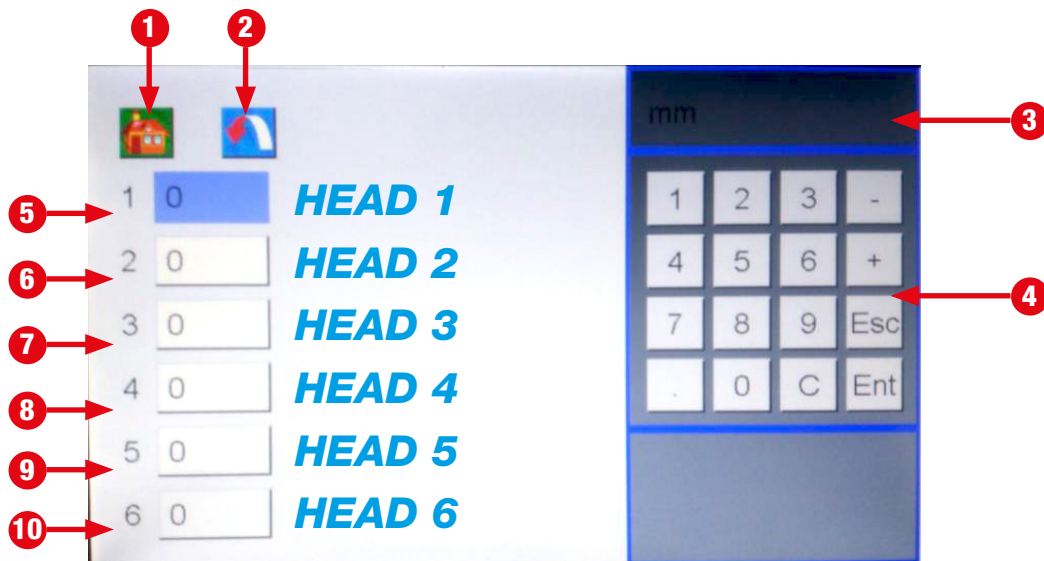 1 2
mm 3
5 1 0 HEAD 1
6 2 0 HEAD 2
7 3 0 HEAD 3
8 4 0 HEAD 4
9 5 0 HEAD 5
10 6 0 HEAD 6
1 2 3 -
4 5 6 +
4
7 8 9 Esc
. 0 C Ent